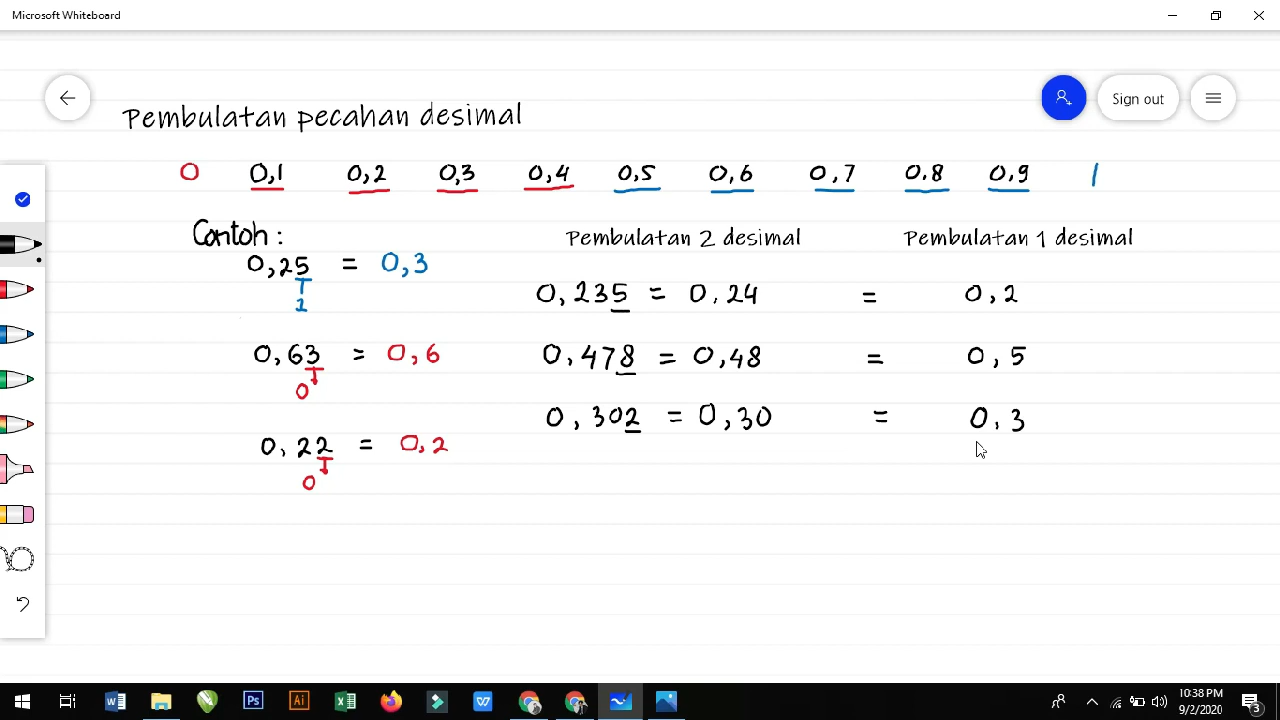 Microsoft Whiteboard
Sign out
Pembulatan pecahan desimal
0 0,1 0,2 0,3 0,4 0,5 0,6 0,7 0.8 0,9 1
Contoh :
0,25 = 0,3
1
0,63 = 0,6
0
0,22 = 0,2
0
Pembulatan 2 desimal Pembulatan 1 desimal
0,235 = 0,24 = 0,2
0,478 = 0,48 = 0,5
0,302 = 0,30 = 0,3
10:38 PM
9/2/2020
3